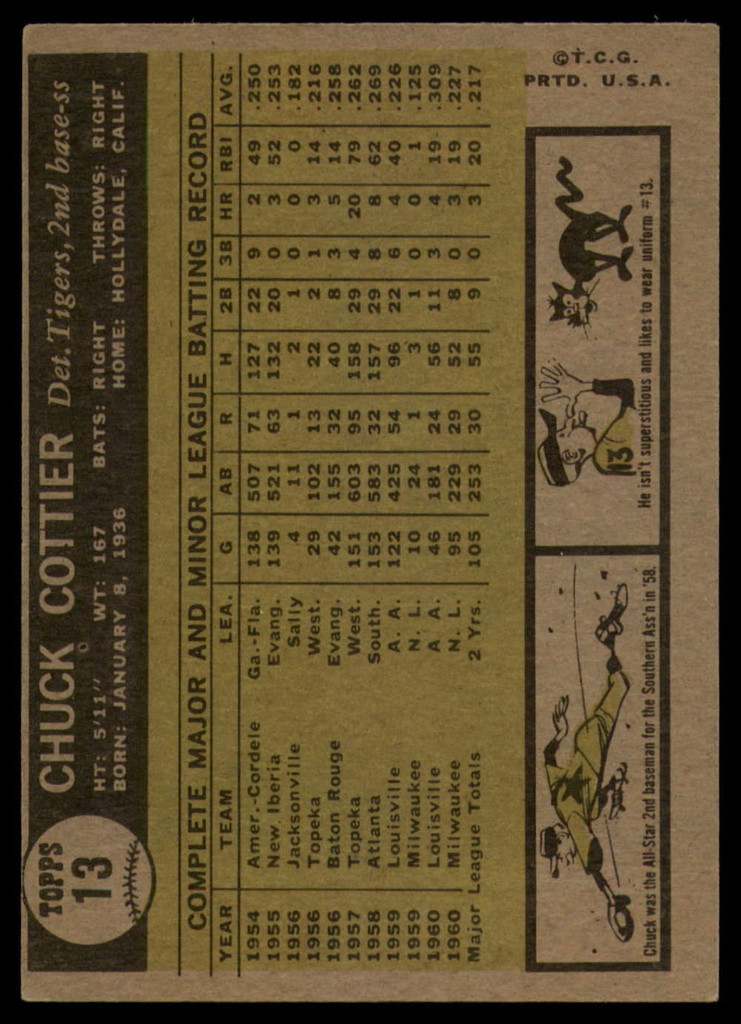 TOPPS
13
CHUCK COTTIER Det. Tigers, 2nd base-ss
HT: 5'11" WT: 167 BATS: RIGHT THROWS: RIGHT
BORN: JANUARY 8, 1936 HOME: HOLLYDALE, CALIF.
COMPLETE MAJOR AND MINOR LEAGUE BATTING RECORD
YEAR TEAM LEA. G AB R H 2B 3B HR RBI AVG.
1954 Amer.-Cordele Ga.-Fla. 138 507 71 127 22 9 2 49 .250
1955 New Iberia Evang. 139 521 63 132 20 0 3 52 .253
1956 Jacksonville Sally 4 11 1 2 1 0 0 0 .182
1956 Topeka West. 29 102 13 22 2 1 3 14 .216
1956 Baton Rouge Evang. 42 155 32 40 8 3 5 14 .258
1957 Topeka West. 151 603 95 158 29 4 20 79 .262
1958 Atlanta South. 153 583 32 157 29 8 8 62 .269
1959 Louisville A. A. 122 425 54 96 22 6 4 40 .226
1959 Milwaukee N. L. 10 24 1 3 1 0 0 1 .125
1960 Louisville A. A. 46 181 24 56 11 3 4 19 .309
1960 Milwaukee N. L. 95 229 29 52 8 0 3 19 .227
Major League Totals 2 Yrs. 105 253 30 55 9 0 3 20 .217
Chuck was the All-Star 2nd baseman for the Southern Ass'n in '58.
13
He isn't superstitious and likes to wear uniform #13.
©T.C.G.
PRTD. U.S.A.